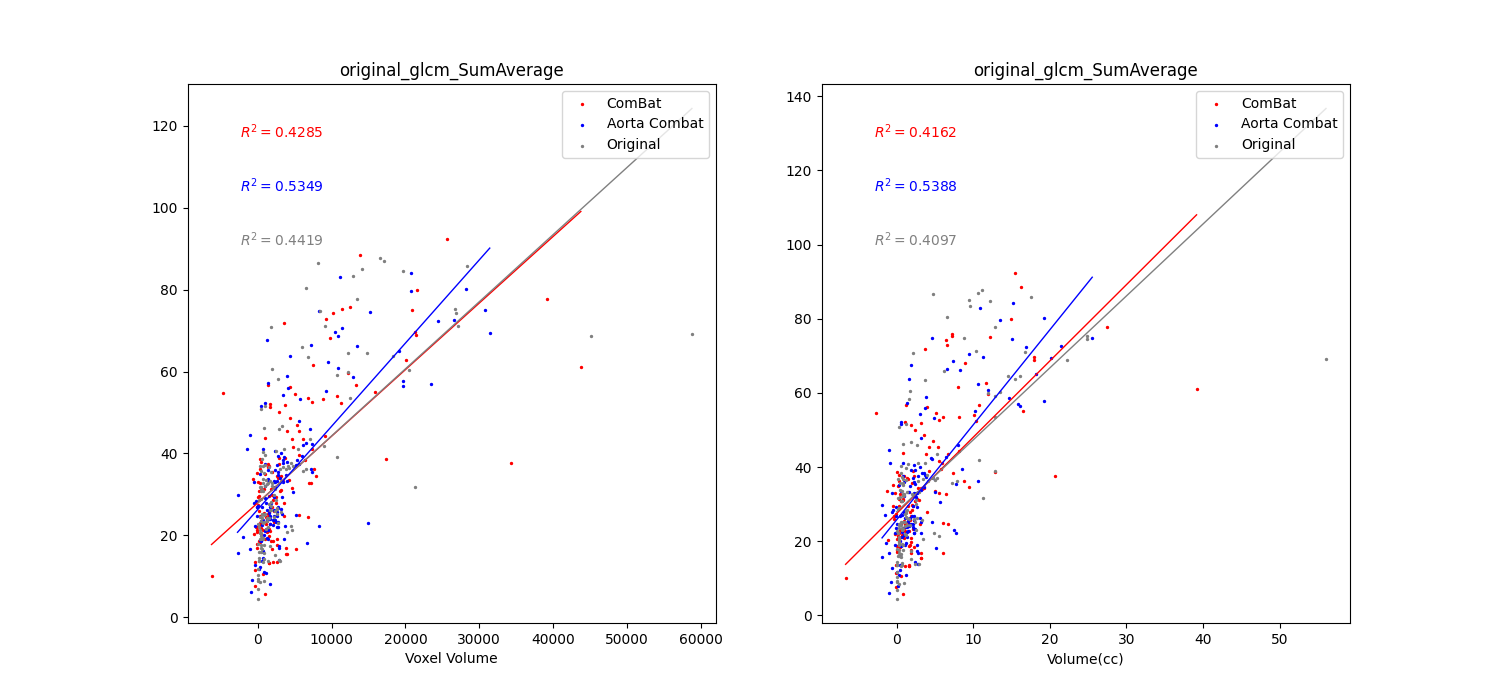 original_glcm_SumAverage
ComBat
Aorta Combat
Original
R² = 0.4285
R² = 0.5349
R² = 0.4419
120
100
80
60
40
20
0
0 10000 20000 30000 40000 50000 60000
Voxel Volume
original_glcm_SumAverage
ComBat
Aorta Combat
Original
R² = 0.4162
R² = 0.5388
R² = 0.4097
140
120
100
80
60
40
20
0
0 10 20 30 40 50
Volume(cc)